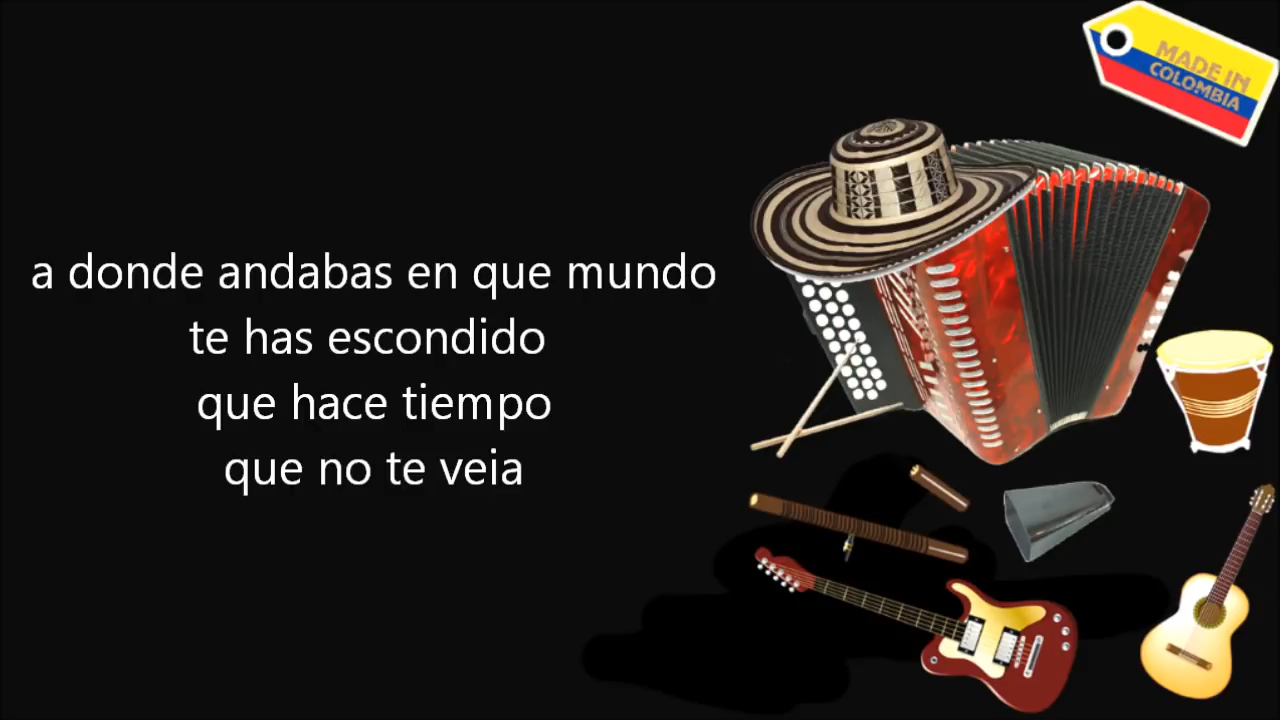 MADE IN
COLOMBIA
a donde andabas en que mundo
te has escondido
que hace tiempo
que no te veia